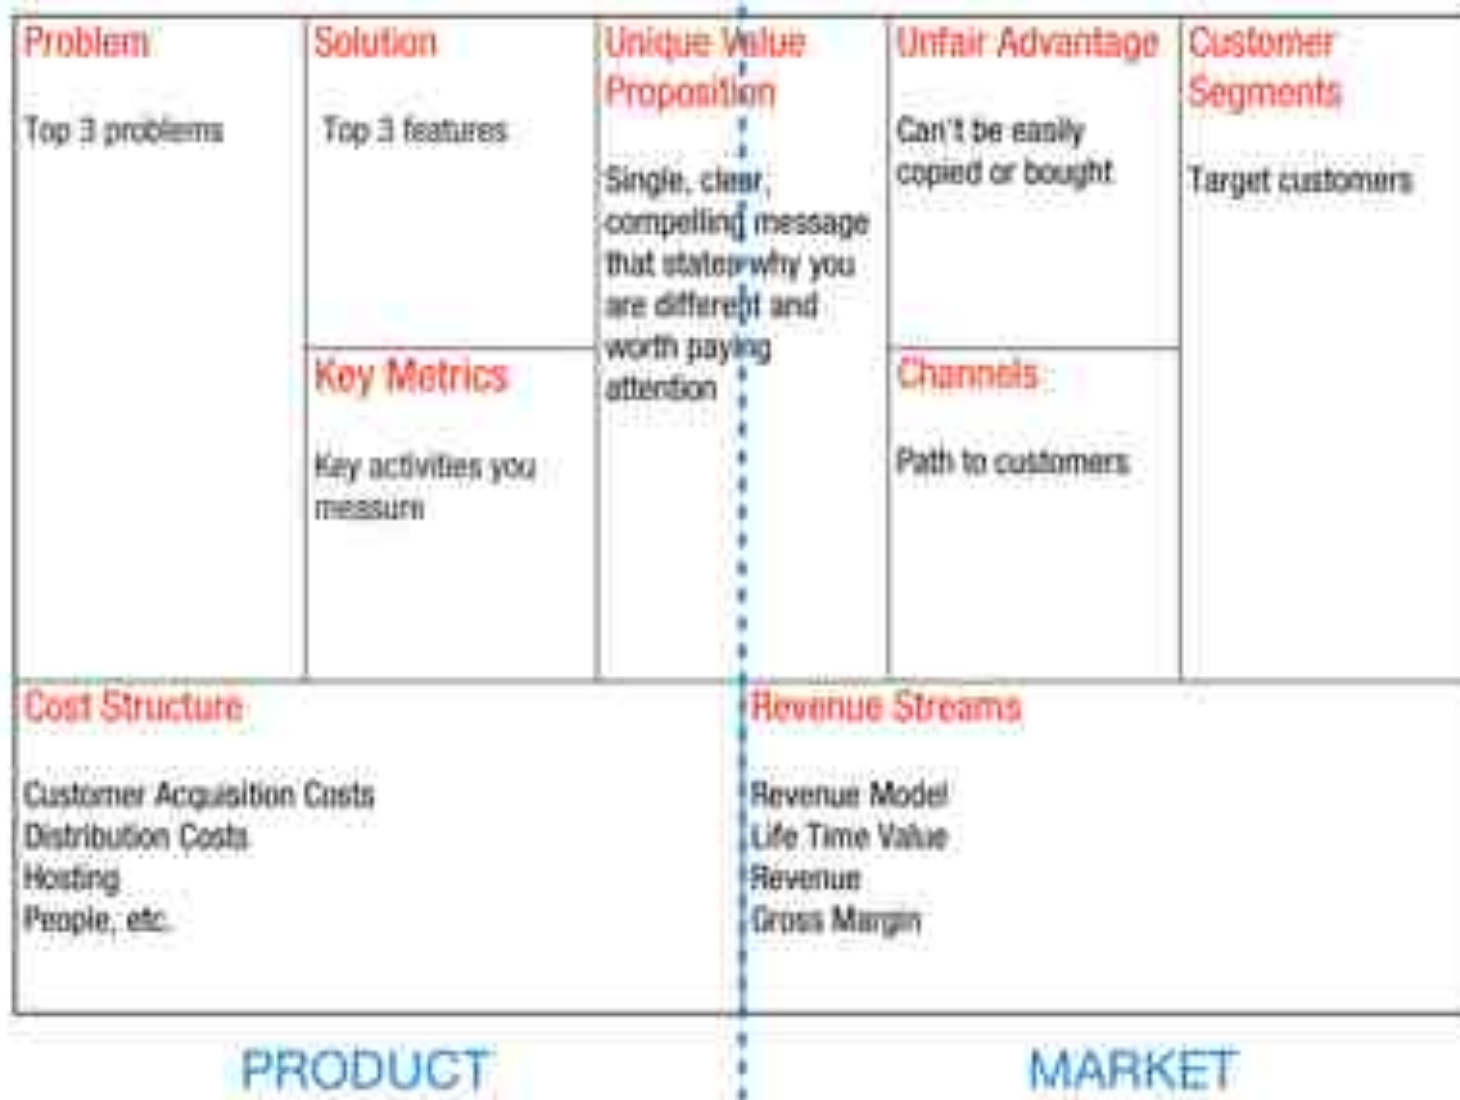 Problem
Top 3 problems
Solution
Top 3 features
Key Metrics
Key activities you
measure
Unique Value
Proposition
Single, clear,
compelling message
that states why you
are different and
worth paying
attention
Unfair Advantage
Can't be easily
copied or bought
Channels
Path to customers
Customer
Segments
Target customers
Cost Structure
Customer Acquisition Costs
Distribution Costs
Hosting
People, etc.
Revenue Streams
Revenue Model
Life Time Value
Revenue
Gross Margin
PRODUCT
MARKET